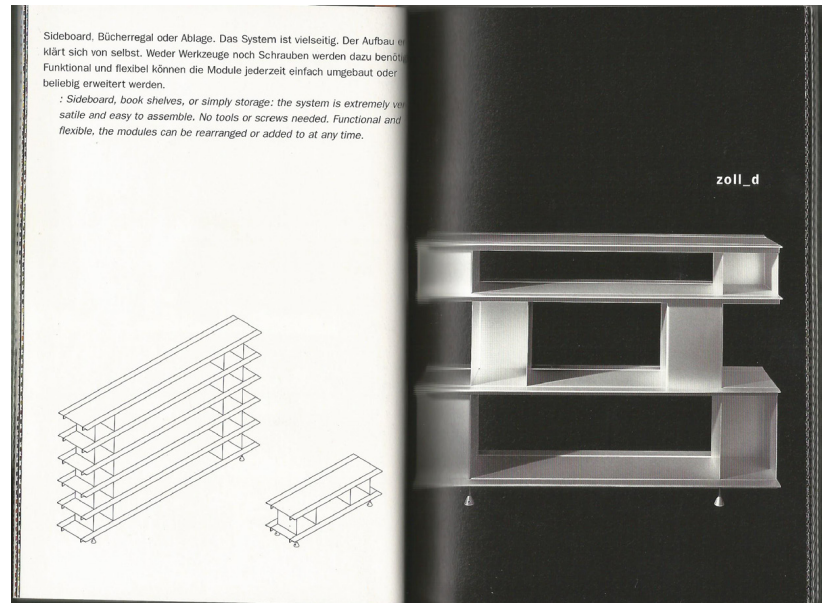 Sideboard, Bücherregal oder Ablage. Das System ist vielseitig. Der Aufbau
klärt sich von selbst. Weder Werkzeuge noch Schrauben werden dazu
Funktional und flexibel können die Module jederzeit einfach umgebaut oder
beliebig erweitert werden.
: Sideboard, book shelves, or simply storage: the system is extremely
satile and easy to assemble. No tools or screws needed. Functional and
flexible, the modules can be rearranged or added to at any time.
zoll_d